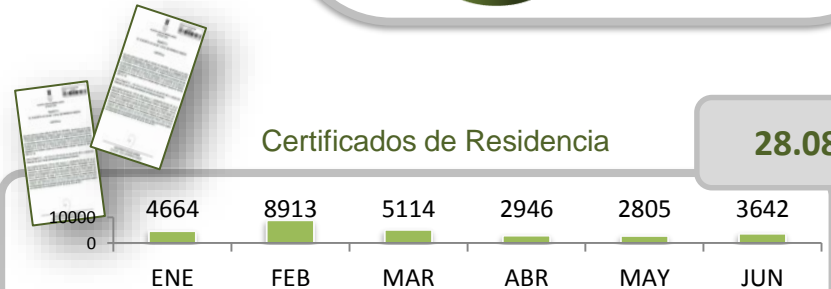 Certificados de Residencia
28.08
10000
4664 8913 5114 2946 2805 3642
0
ENE FEB MAR ABR MAY JUN